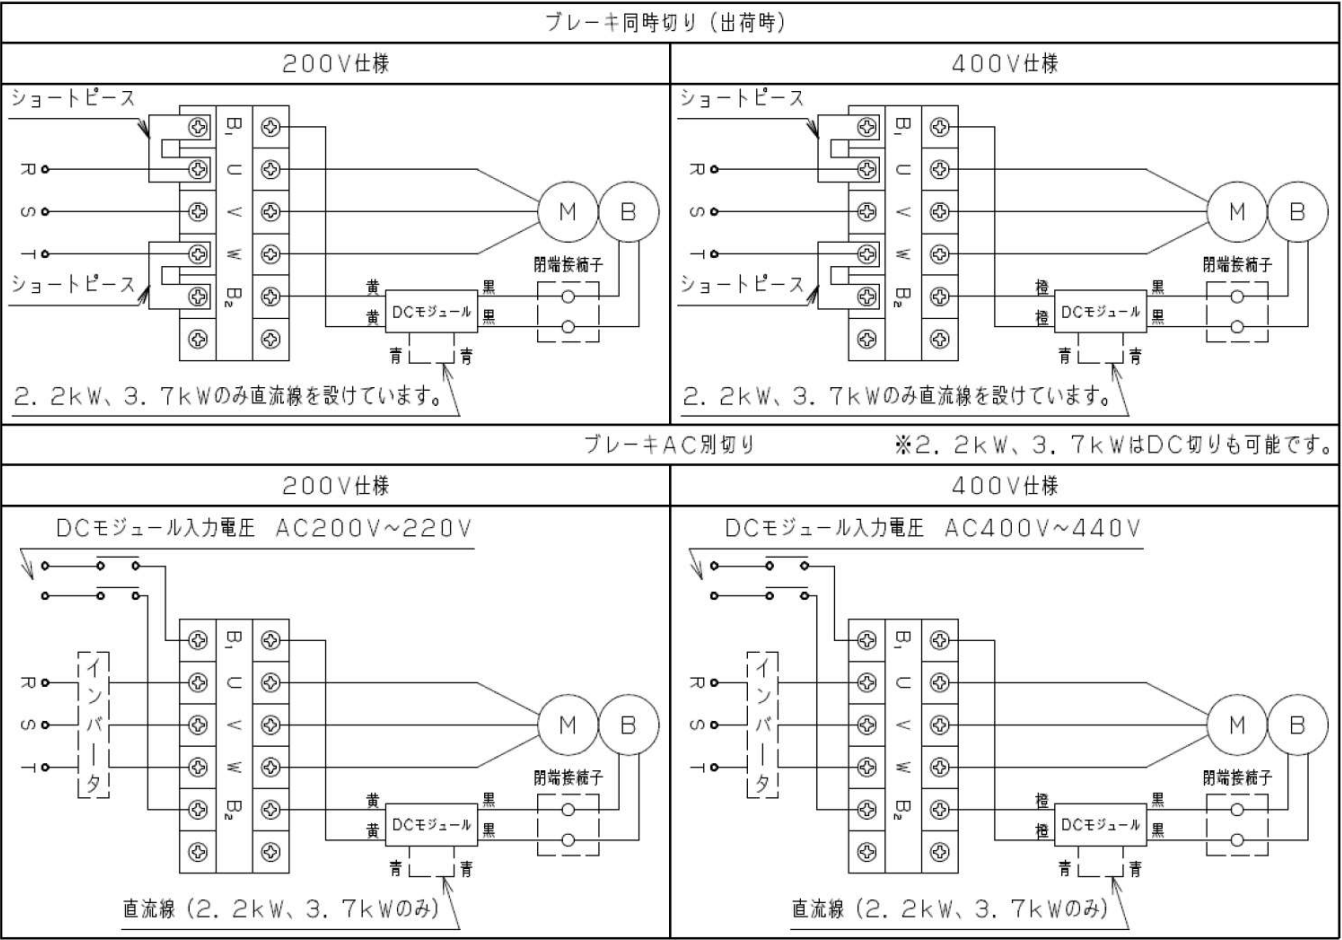 ブレーキ同時切り（出荷時）
200V仕様
ショートピース
R
S
T
ショートピース
B₁
U
V
W
B₂
M
B
閉端接続子
黄
黄
DCモジュール
黒
黒
青
青
2.2kW、3.7kWのみ直流線を設けています。
400V仕様
ショートピース
R
S
T
ショートピース
B₁
U
V
W
B₂
M
B
閉端接続子
橙
橙
DCモジュール
黒
黒
青
青
2.2kW、3.7kWのみ直流線を設けています。
ブレーキAC別切り ※2.2kW、3.7kWはDC切りも可能です。
200V仕様
DCモジュール入力電圧 AC200V～220V
R
S
T
インバータ
B₁
U
V
W
B₂
M
B
閉端接続子
黄
黄
DCモジュール
黒
黒
青
青
直流線（2.2kW、3.7kWのみ）
400V仕様
DCモジュール入力電圧 AC400V～440V
R
S
T
インバータ
B₁
U
V
W
B₂
M
B
閉端接続子
橙
橙
DCモジュール
黒
黒
青
青
直流線（2.2kW、3.7kWのみ）